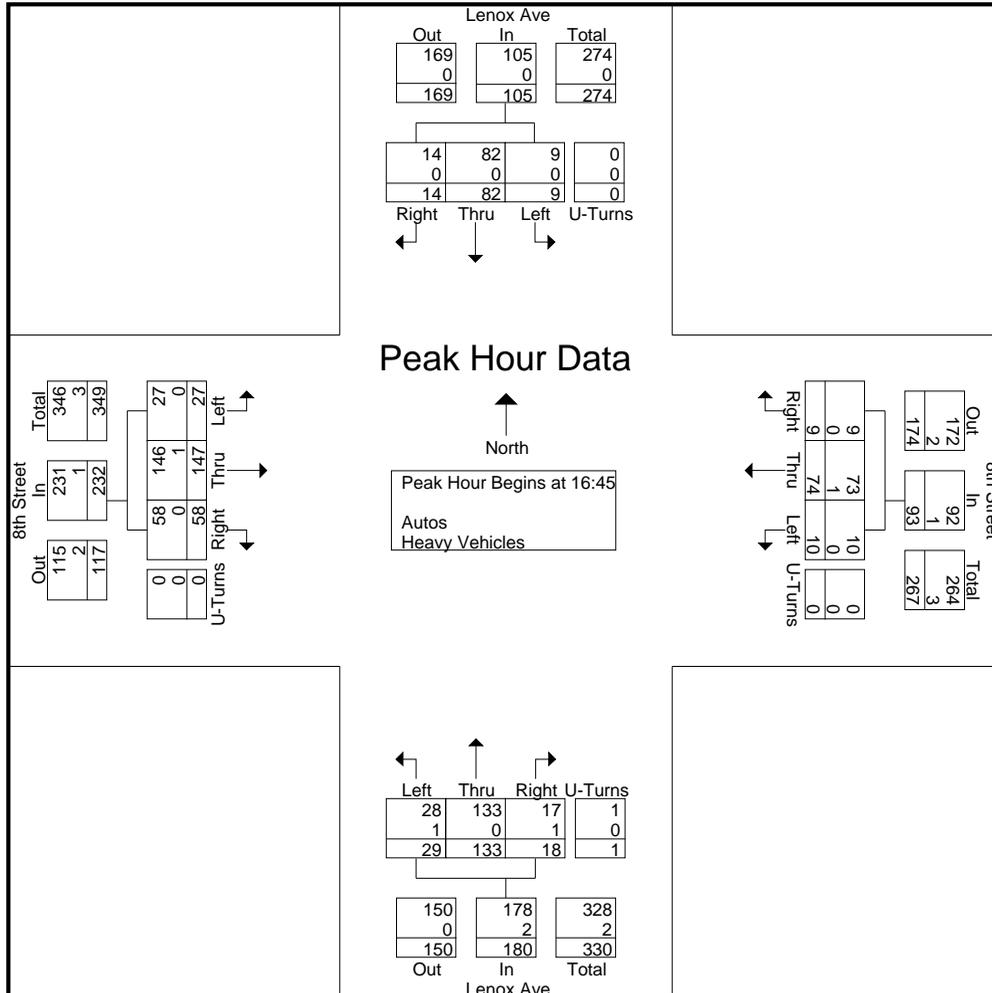 Lenox Ave
Out In Total
169 105 274
0 0 0
169 105 274
14 82 9 0
0 0 0 0
14 82 9 0
Right Thru Left U-Turns
Peak Hour Data
North
Peak Hour Begins at 16:45
Autos
Heavy Vehicles
8th Street
Total In Out
346 231 115
3 1 2
349 232 117
27 146 58 0
0 1 0 0
27 147 58 0
Left Thru Right U-Turns
Out In Total
172 92 264
2 1 3
174 93 267
9 73 10 0
0 1 0 0
9 74 10 0
Right Thru Left U-Turns
8th Street
Left Thru Right U-Turns
28 133 17 1
1 0 1 0
29 133 18 1
150 178 328
0 2 2
150 180 330
Out In Total
Lenox Ave